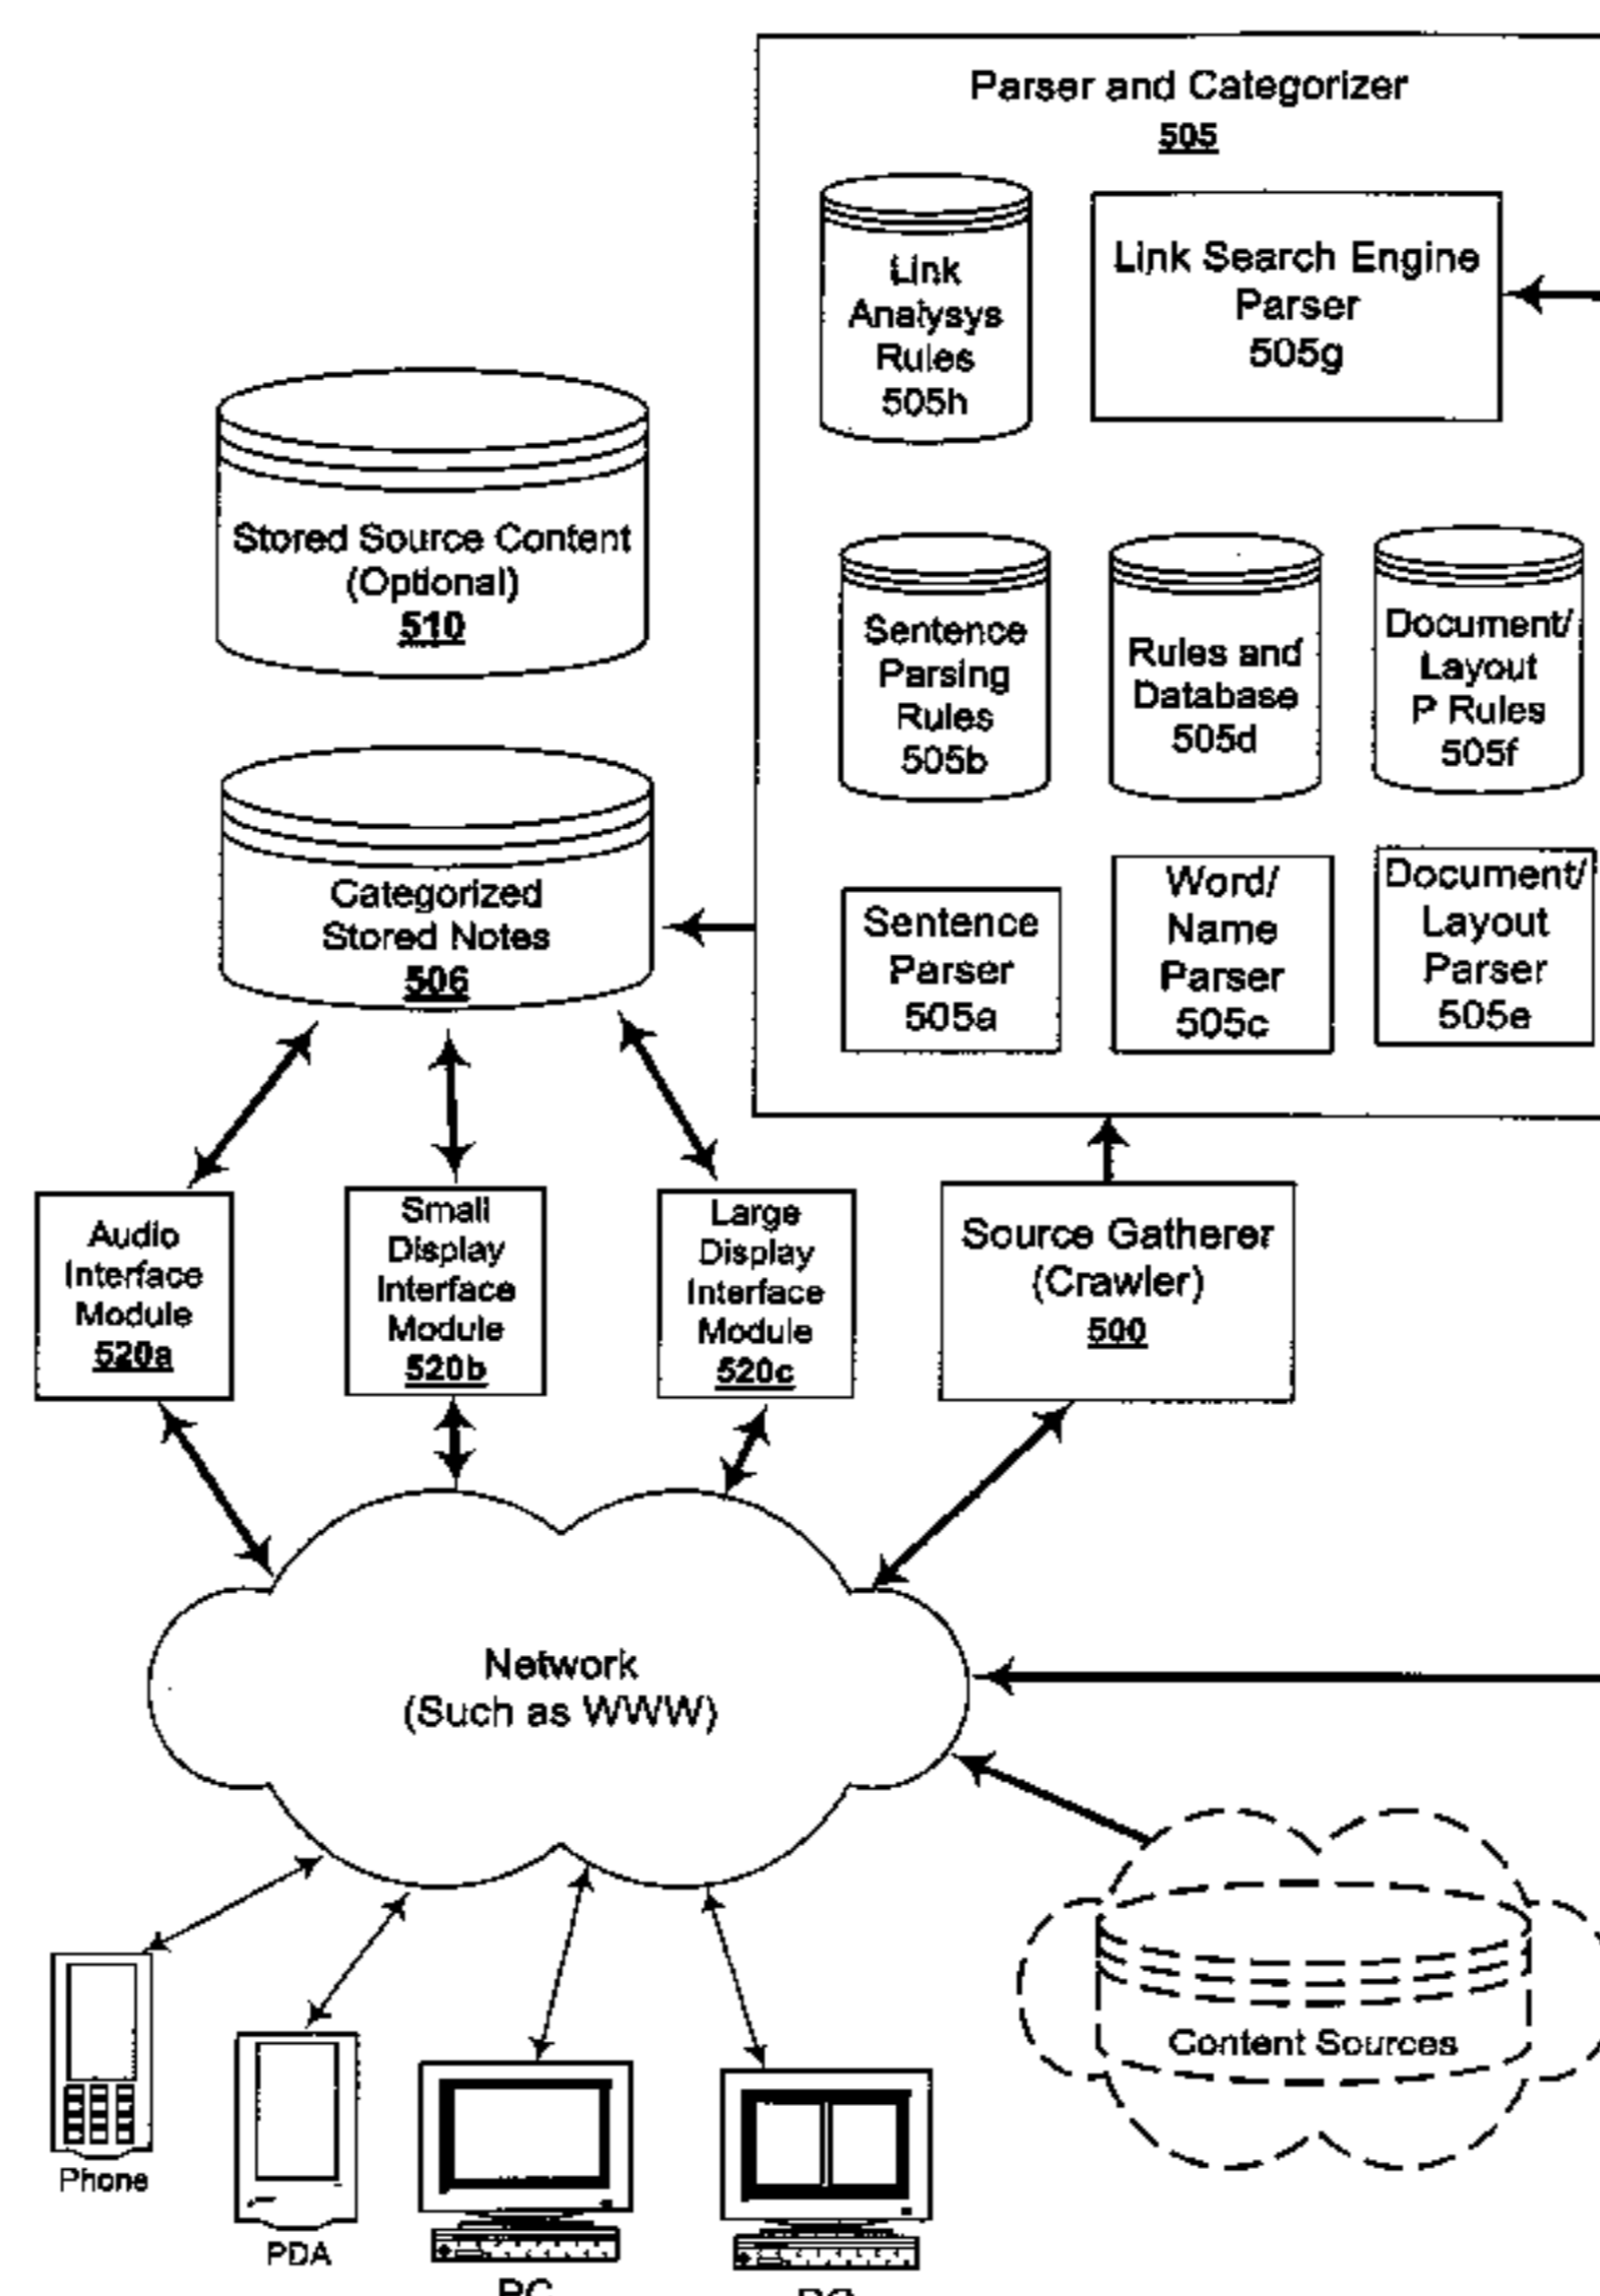 Parser and Categorizer
505
Link
Analysys
Rules
505h
Link Search Engine
Parser
505g
Stored Source Content
(Optional)
510
Sentence
Parsing
Rules
505b
Rules and
Database
505d
Document/
Layout
P Rules
505f
Categorized
Stored Notes
506
Sentence
Parser
505a
Word/
Name
Parser
505c
Document/
Layout
Parser
505e
Audio
Interface
Module
520a
Small
Display
Interface
Module
520b
Large
Display
Interface
Module
520c
Source Gatherer
(Crawler)
500
Network
(Such as WWW)
Content Sources
Phone
PDA
PC